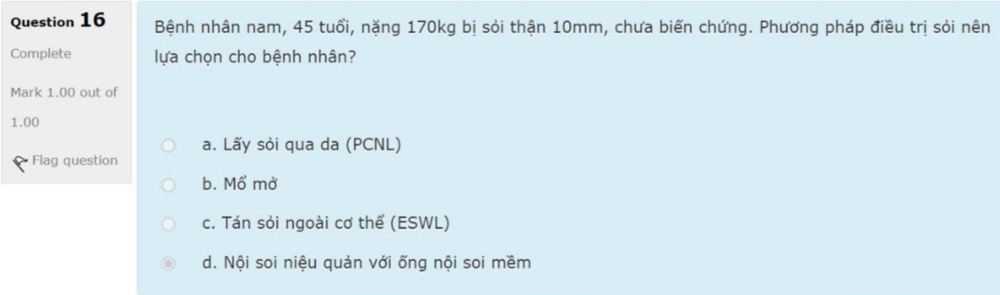 Question 16
Complete
Mark 1.00 out of
1.00
Flag question
Bệnh nhân nam, 45 tuổi, nặng 170kg bị sỏi thận 10mm, chưa biến chứng. Phương pháp điều trị sỏi nên
lựa chọn cho bệnh nhân?
a. Lấy sỏi qua da (PCNL)
b. Mổ mở
c. Tán sỏi ngoài cơ thể (ESWL)
d. Nội soi niệu quản với ống nội soi mềm